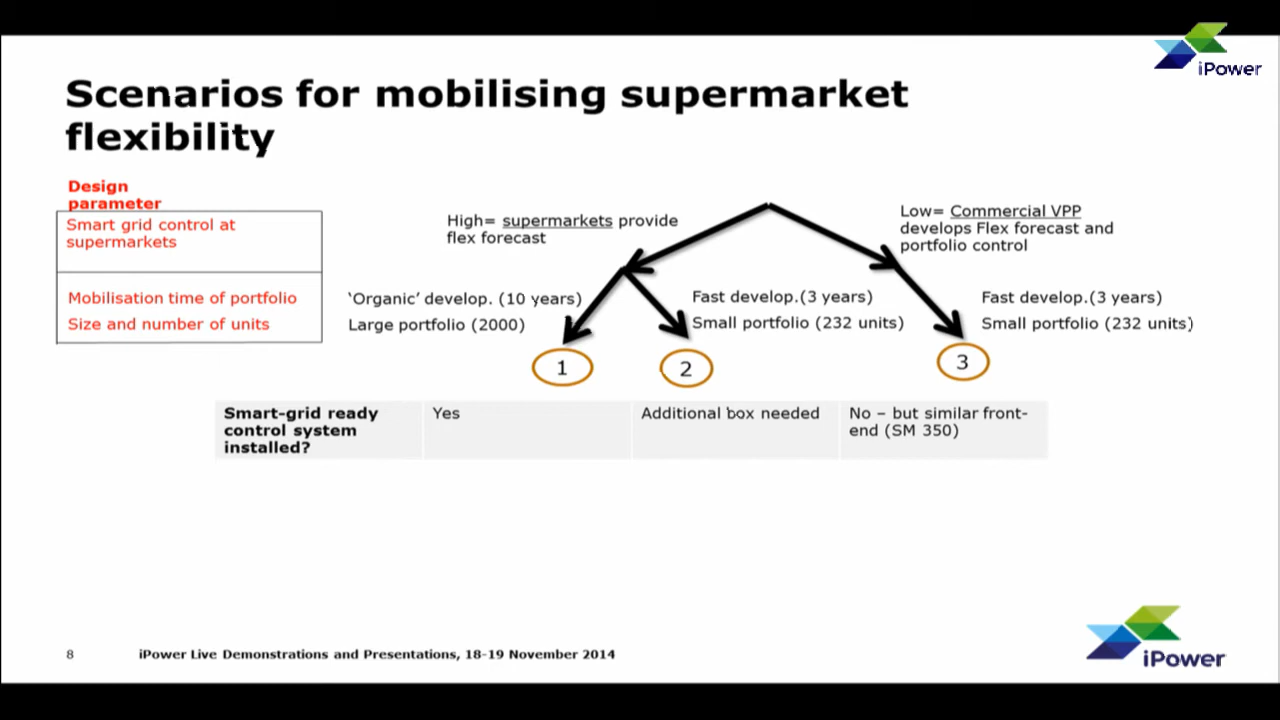 iPower
Scenarios for mobilising supermarket
flexibility
Design
parameter
Smart grid control at
supermarkets
High= supermarkets provide
flex forecast
Low= Commercial VPP
develops Flex forecast and
portfolio control
Mobilisation time of portfolio
Size and number of units
‘Organic’ develop. (10 years)
Large portfolio (2000)
Fast develop.(3 years)
Small portfolio (232 units)
Fast develop.(3 years)
Small portfolio (232 units)
1
2
3
Smart-grid ready
control system
installed?
Yes
Additional box needed
No – but similar front-
end (SM 350)
8
iPower Live Demonstrations and Presentations, 18-19 November 2014
iPower